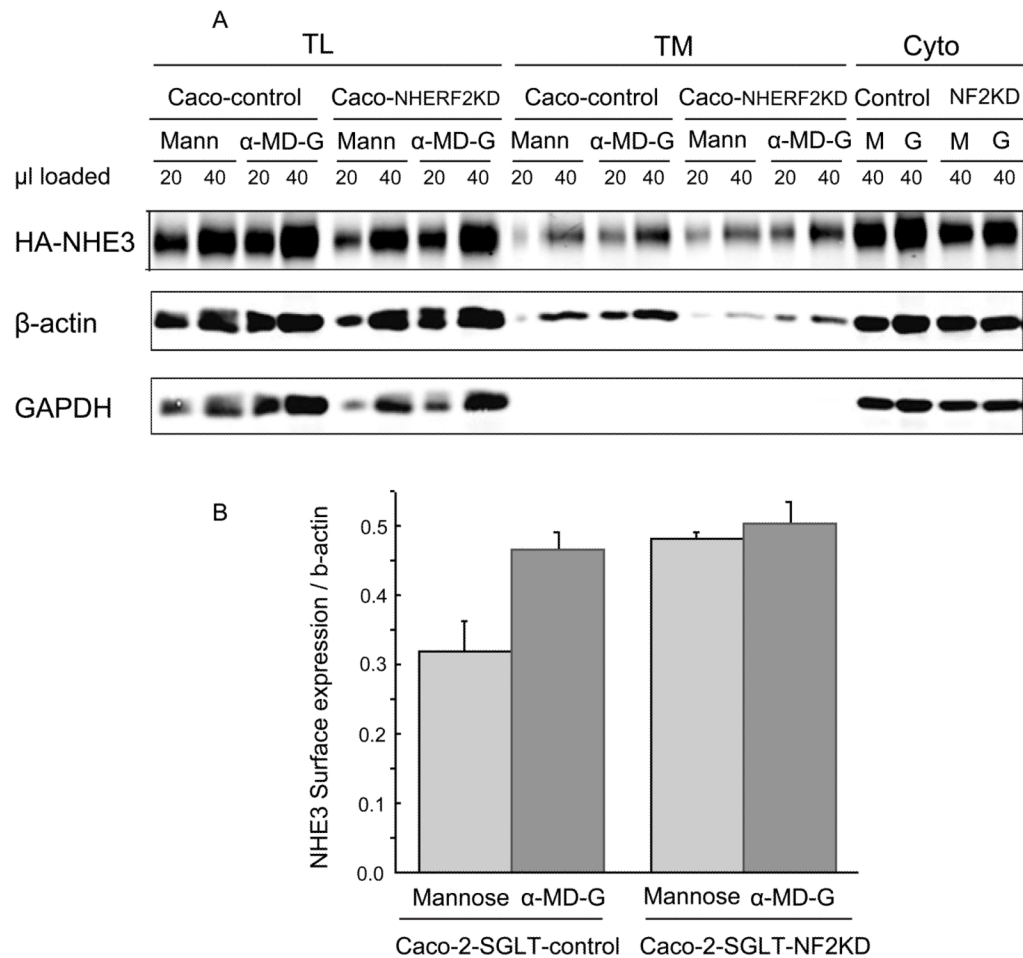 A
TL TM Cyto
Caco-control Caco-NHERF2KD Caco-control Caco-NHERF2KD Control NF2KD
Mann α-MD-G Mann α-MD-G Mann α-MD-G Mann α-MD-G M G M G
µl loaded 20 40 20 40 20 40 20 40 20 40 20 40 20 40 20 40 40 40 40 40
HA-NHE3
β-actin
GAPDH
B
NHE3 Surface expression / b-actin
0.5
0.4
0.3
0.2
0.1
0.0
Mannose α-MD-G Mannose α-MD-G
Caco-2-SGLT-control Caco-2-SGLT-NF2KD